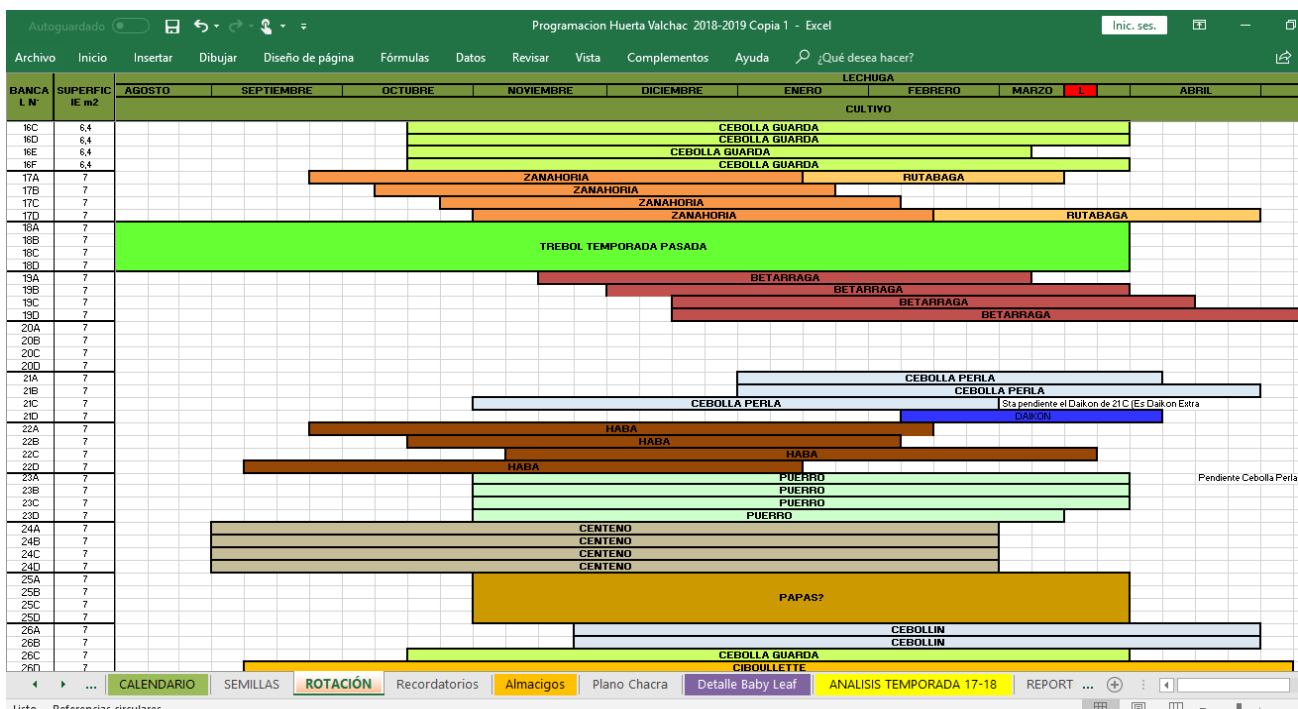 Autoguardado Programacion Huerta Valchac 2018-2019 Copia 1 - Excel Inic. ses.
Archivo Inicio Insertar Dibujar Diseño de página Fórmulas Datos Revisar Vista Complementos Ayuda ¿Qué desea hacer?
LECHUGA
BANCA SUPERFIC AGOSTO SEPTIEMBRE OCTUBRE NOVIEMBRE DICIEMBRE ENERO FEBRERO MARZO L ABRIL
L N° IE m2 CULTIVO
16C 6,4 CEBOLLA GUARDA
16D 6,4 CEBOLLA GUARDA
16E 6,4 CEBOLLA GUARDA
16F 6,4 CEBOLLA GUARDA
17A 7 ZANAHORIA RUTABAGA
17B 7 ZANAHORIA
17C 7 ZANAHORIA
17D 7 ZANAHORIA RUTABAGA
18A 7
18B 7
TREBOL TEMPORADA PASADA
18C 7
18D 7
19A 7 BETARRAGA
19B 7 BETARRAGA
19C 7 BETARRAGA
19D 7 BETARRAGA
20A 7
20B 7
20C 7
20D 7
21A 7 CEBOLLA PERLA
21B 7 CEBOLLA PERLA
21C 7 CEBOLLA PERLA Sta pendiente el Daikon de 21 C (Es Daikon Extra
21D 7 DAIKON
22A 7 HABA
22B 7 HABA
22C 7 HABA
22D 7 HABA
23A 7 PUERRO Pendiente Cebolla Perla
23B 7 PUERRO
23C 7 PUERRO
23D 7 PUERRO
24A 7 CENTENO
24B 7 CENTENO
24C 7 CENTENO
24D 7 CENTENO
25A 7
25B 7
PAPAS?
25C 7
25D 7
26A 7 CEBOLLIN
26B 7 CEBOLLIN
26C 7 CEBOLLA GUARDA
26D 7 CIBOULLETTE
... CALENDARIO SEMILLAS ROTACIÓN Recordatorios Almacigos Plano Chacra Detalle Baby Leaf ANALISIS TEMPORADA 17-18 REPORT ...
Listo Referencias circulares